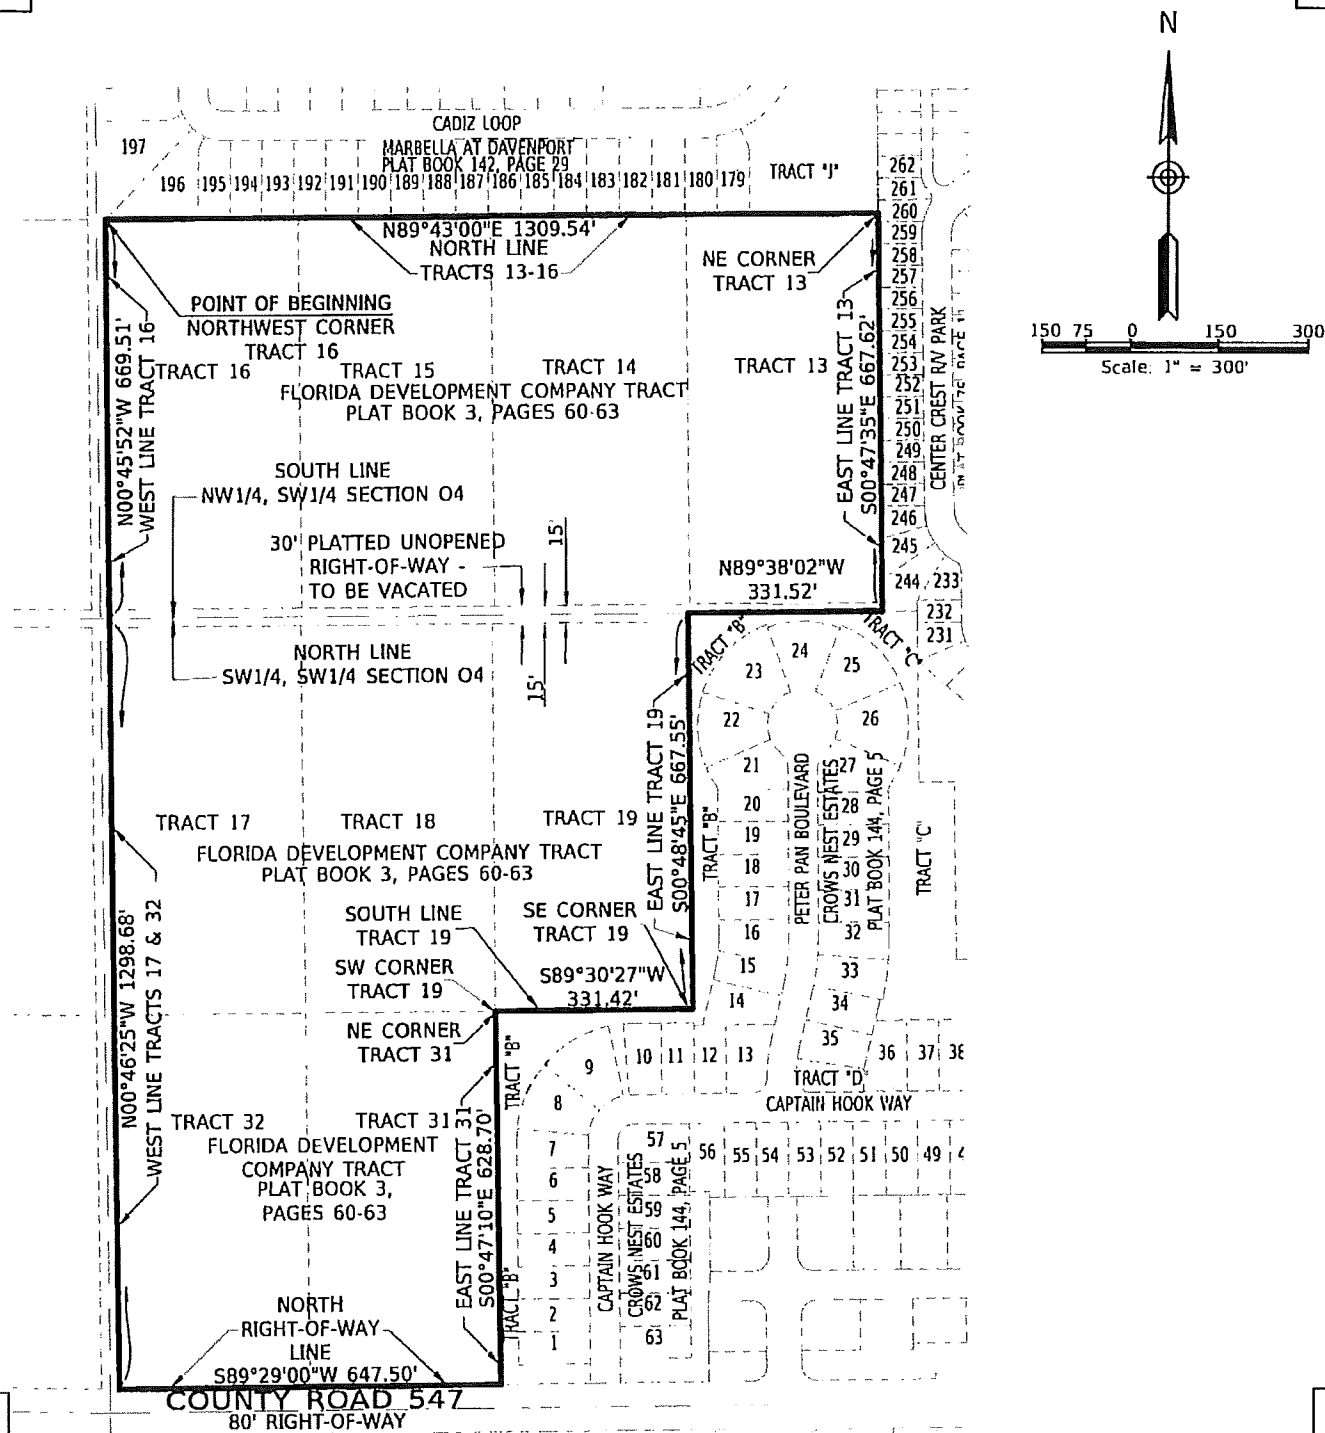 N
150 75 0 150 300
Scale: 1" = 300'
CADIZ LOOP
MARBELLA AT DAVENPORT
PLAT BOOK 142, PAGE 29
197
196 195 194 193 192 191 190 189 188 187 186 185 184 183 182 181 180 179
TRACT "J"
N89°43'00"E 1309.54'
NORTH LINE
TRACTS 13-16
NE CORNER
TRACT 13
POINT OF BEGINNING
NORTHWEST CORNER
TRACT 16
TRACT 16
TRACT 15
TRACT 14
TRACT 13
FLORIDA DEVELOPMENT COMPANY TRACT
PLAT BOOK 3, PAGES 60-63
N00°45'52"W 669.51'
WEST LINE TRACT 16
EAST LINE TRACT 13
S00°47'35"E 667.62'
262
261
260
259
258
257
256
255
254
253
252
251
250
249
248
247
246
245
244
233
232
231
CENTER CREST R/V PARK
SOUTH LINE
NW1/4, SW1/4 SECTION 04
30' PLATTED UNOPENED
RIGHT-OF-WAY -
TO BE VACATED
15'
15'
N89°38'02"W
331.52'
NORTH LINE
SW1/4, SW1/4 SECTION 04
TRACT "B"
TRACT "C"
EAST LINE TRACT 19
S00°48'45"E 667.55'
24
23
25
22
26
21
27
20
28
19
29
18
30
17
31
16
32
15
33
14
34
35
TRACT "B"
PETER PAN BOULEVARD
CROWS NEST ESTATES
PLAT BOOK 144, PAGE 5
TRACT "C"
TRACT 17
TRACT 18
TRACT 19
FLORIDA DEVELOPMENT COMPANY TRACT
PLAT BOOK 3, PAGES 60-63
SOUTH LINE
TRACT 19
SE CORNER
TRACT 19
SW CORNER
TRACT 19
S89°30'27"W
331.42'
NE CORNER
TRACT 31
N00°46'25"W 1298.68'
WEST LINE TRACTS 17 & 32
TRACT "B"
9
10 11 12 13
36 37 38
TRACT "D"
CAPTAIN HOOK WAY
8
7
6
5
4
3
2
1
57
58
59
60
61
62
63
56 55 54 53 52 51 50 49
CAPTAIN HOOK WAY
CROWS NEST ESTATES
PLAT BOOK 144, PAGE 5
TRACT 32
TRACT 31
FLORIDA DEVELOPMENT
COMPANY TRACT
PLAT BOOK 3,
PAGES 60-63
EAST LINE TRACT 31
S00°47'10"E 628.70'
TRACT "B"
NORTH
RIGHT-OF-WAY
LINE
S89°29'00"W 647.50'
COUNTY ROAD 547
80' RIGHT-OF-WAY